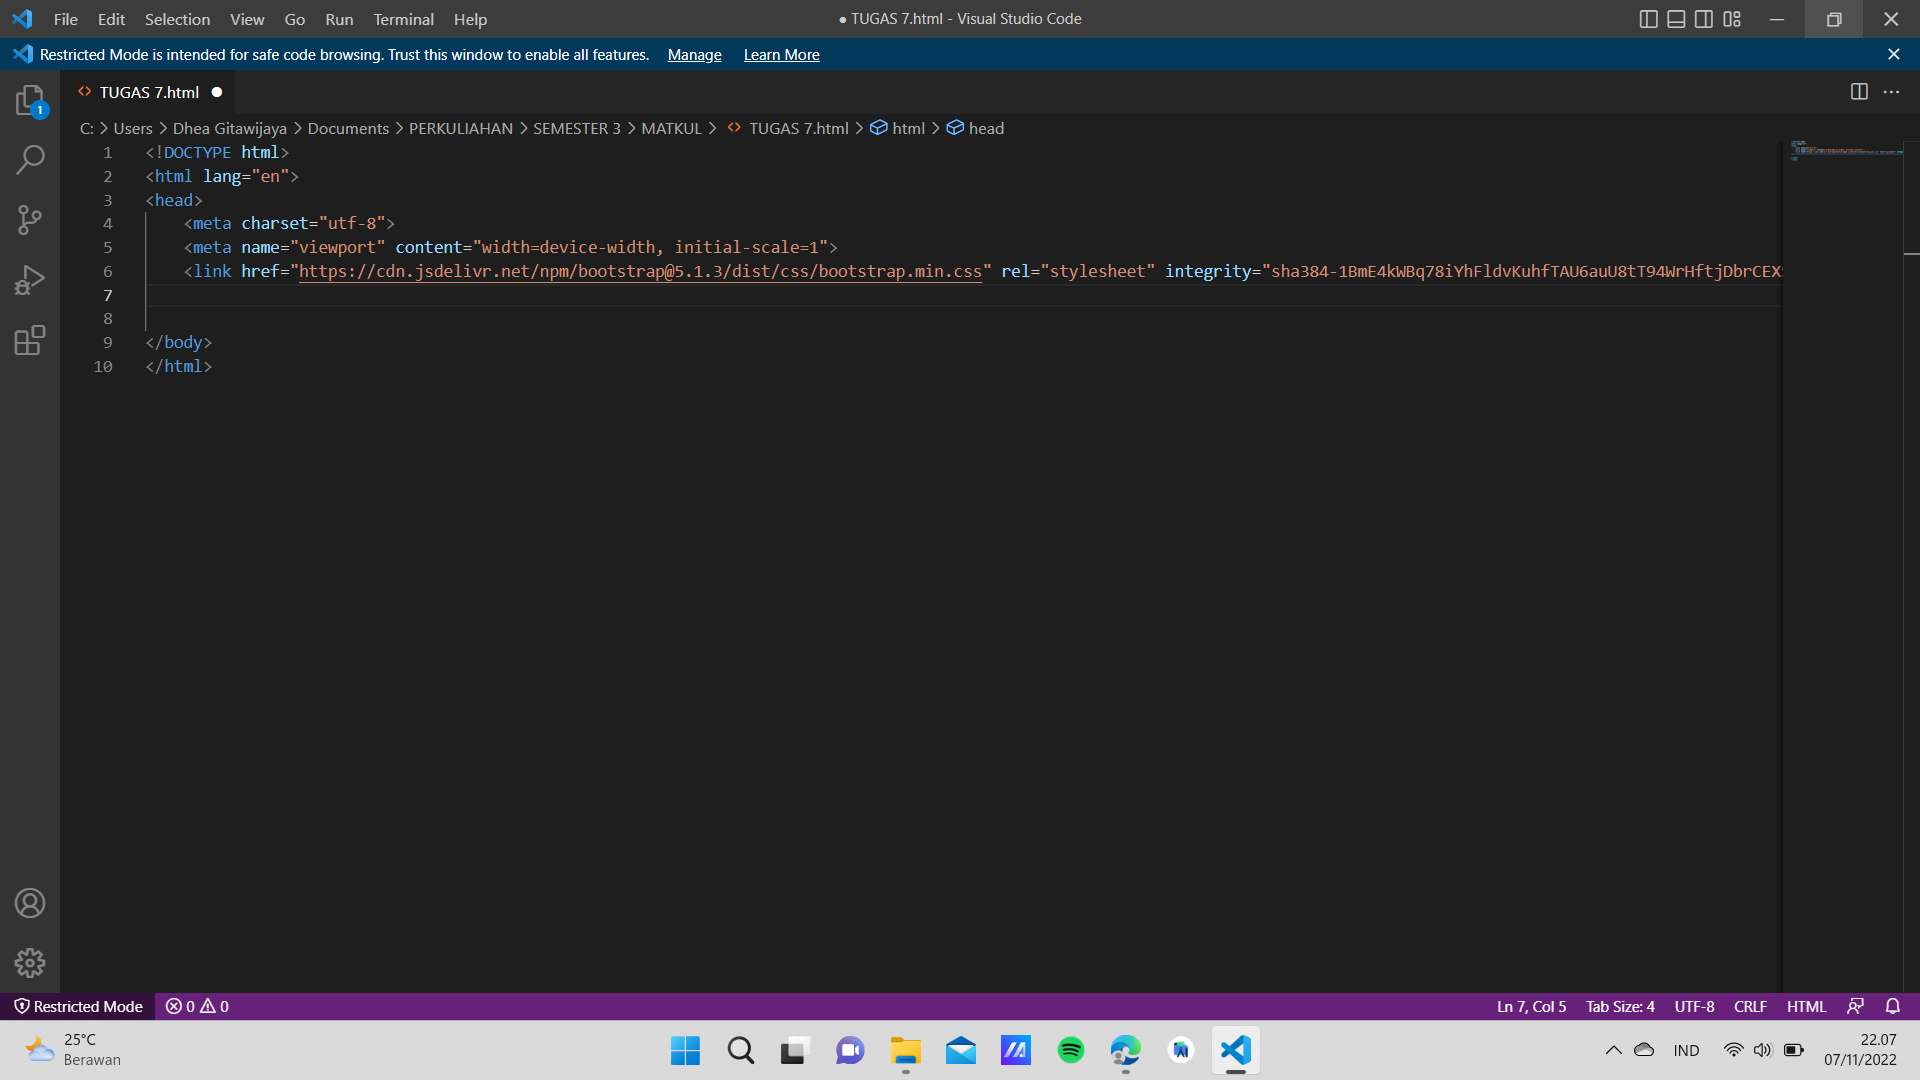 File Edit Selection View Go Run Terminal Help ● TUGAS 7.html - Visual Studio Code
Restricted Mode is intended for safe code browsing. Trust this window to enable all features. Manage Learn More
TUGAS 7.html
1
C: > Users > Dhea Gitawijaya > Documents > PERKULIAHAN > SEMESTER 3 > MATKUL > TUGAS 7.html > html > head
1 <!DOCTYPE html>
2 <html lang="en">
3 <head>
4 <meta charset="utf-8">
5 <meta name="viewport" content="width=device-width, initial-scale=1">
6 <link href="https://cdn.jsdelivr.net/npm/bootstrap@5.1.3/dist/css/bootstrap.min.css" rel="stylesheet" integrity="sha384-1BmE4kWBq78iYhFldvKuhfTAU6auU8tT94WrHftjDbrCEX
7
8
9 </body>
10 </html>
Restricted Mode 0 0 Ln 7, Col 5 Tab Size: 4 UTF-8 CRLF HTML
25°C
Berawan
IND
22.07
07/11/2022